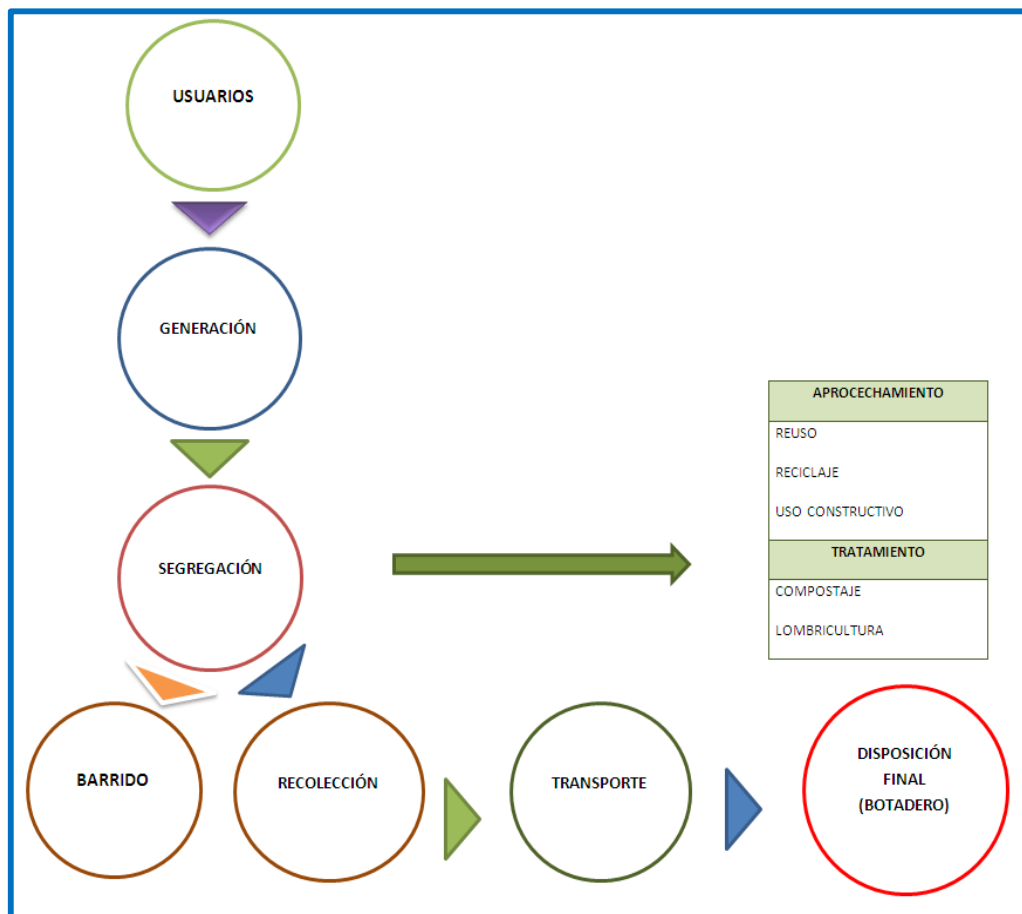 USUARIOS
GENERACIÓN
SEGREGACIÓN
APROCECHAMIENTO
REUSO
RECICLAJE
USO CONSTRUCTIVO
TRATAMIENTO
COMPOSTAJE
LOMBRICULTURA
BARRIDO
RECOLECCIÓN
TRANSPORTE
DISPOSICIÓN
FINAL
(BOTADERO)